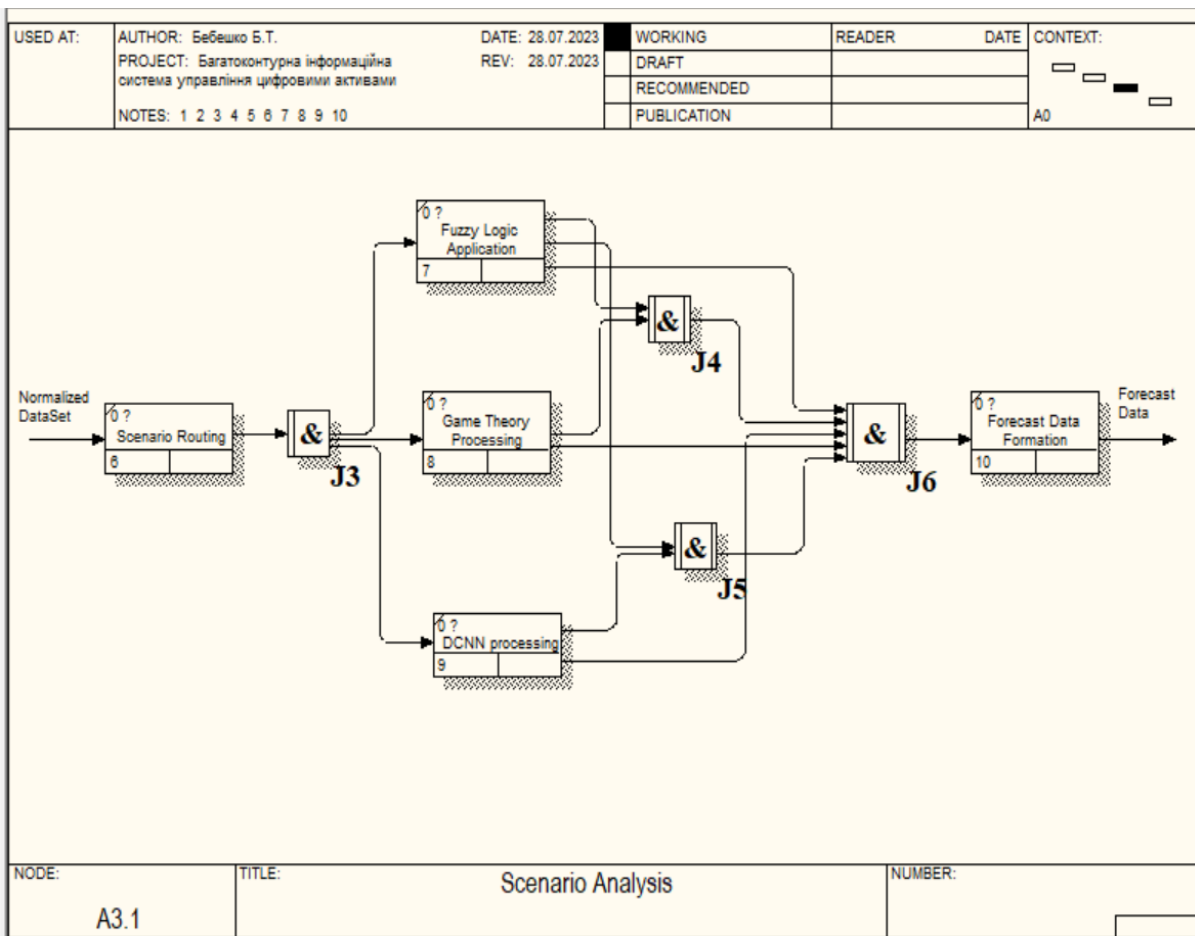 USED AT:
AUTHOR: Бебешко Б.Т.
DATE: 28.07.2023
PROJECT: Багатоконтурна інформаційна
система управління цифровими активами
REV: 28.07.2023
NOTES: 1 2 3 4 5 6 7 8 9 10
WORKING
DRAFT
RECOMMENDED
PUBLICATION
READER DATE
CONTEXT:
A0
0 ?
Fuzzy Logic
Application
7
&
J4
Normalized
DataSet
0 ?
Scenario Routing
6
&
J3
0 ?
Game Theory
Processing
8
&
J6
0 ?
Forecast Data
Formation
10
Forecast
Data
&
J5
0 ?
DCNN processing
9
NODE:
A3.1
TITLE:
Scenario Analysis
NUMBER: